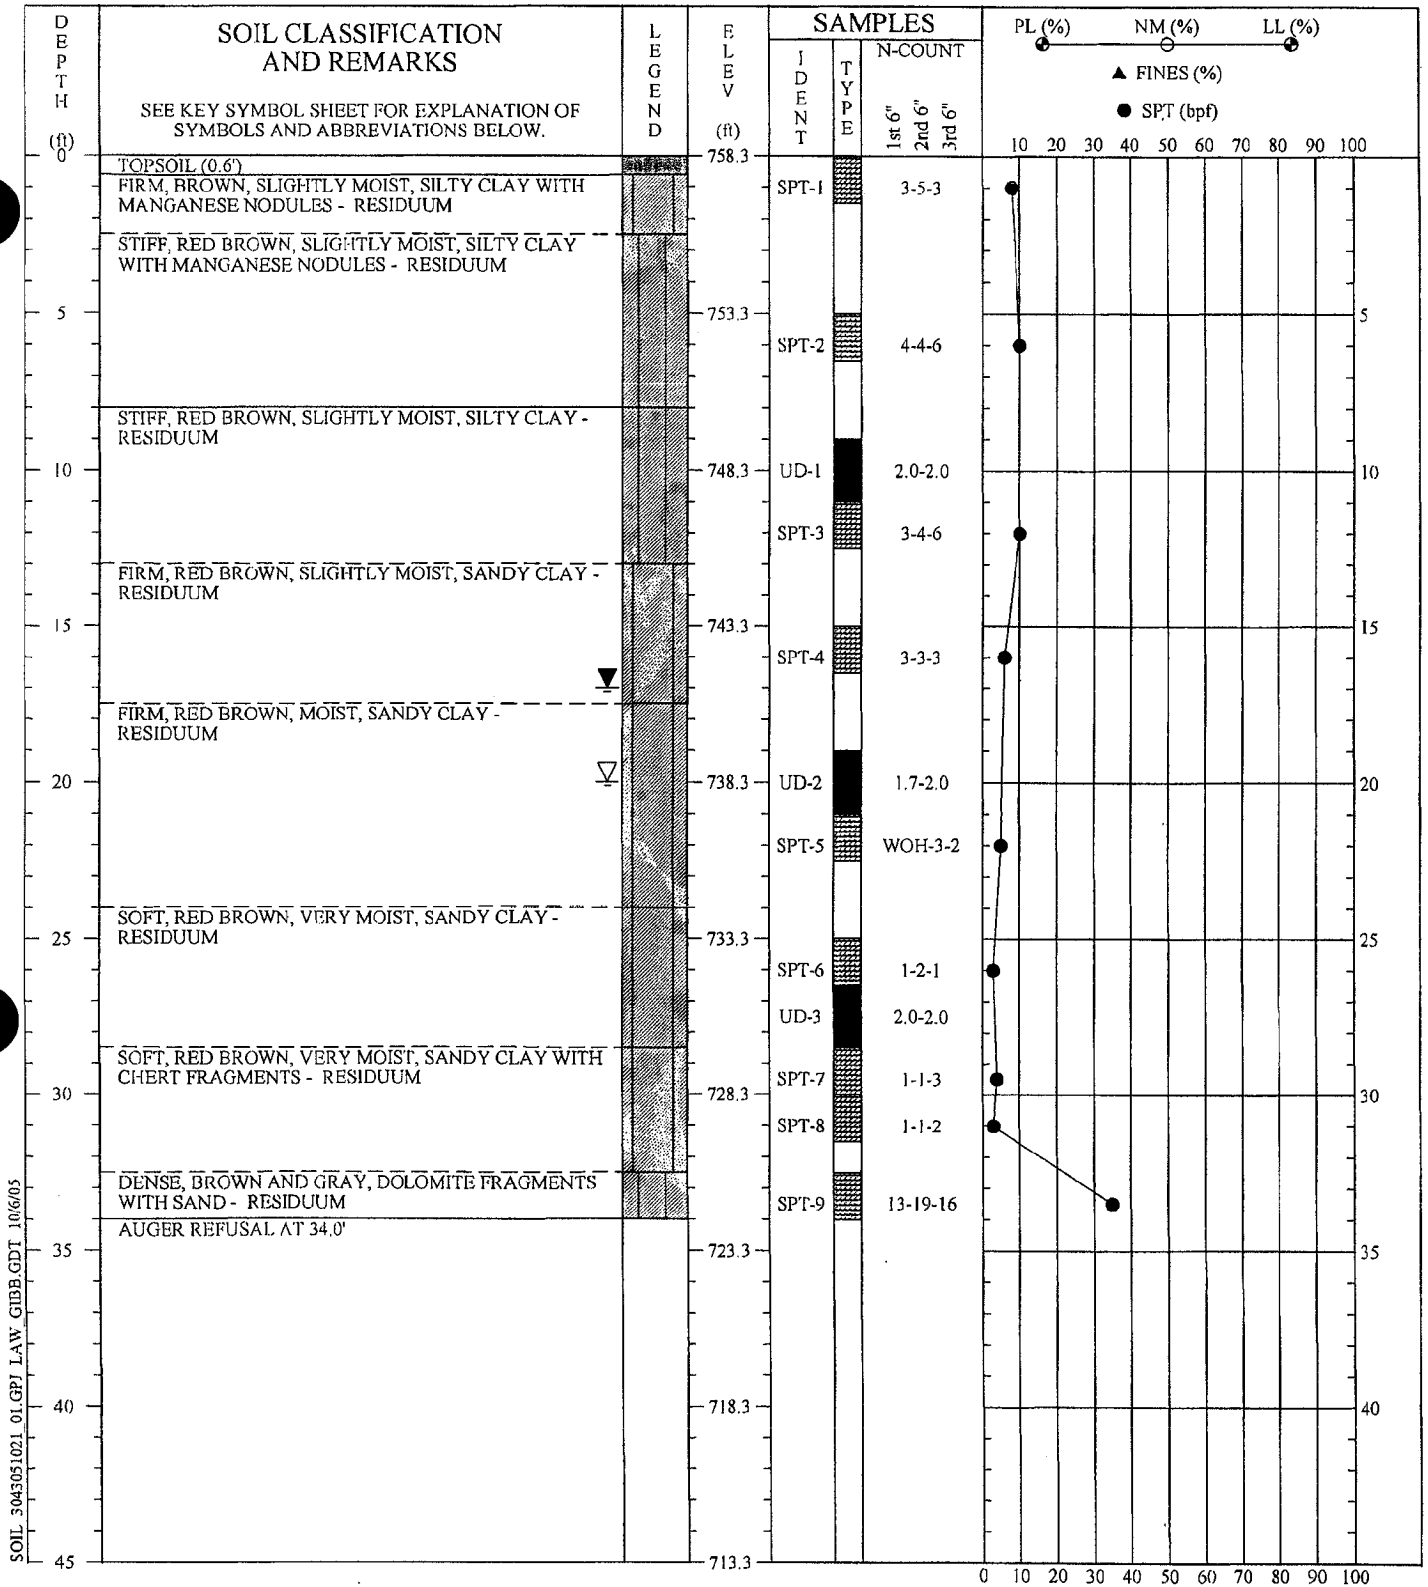 DEPTH
(ft)
SOIL CLASSIFICATION
AND REMARKS
SEE KEY SYMBOL SHEET FOR EXPLANATION OF
SYMBOLS AND ABBREVIATIONS BELOW.
LEGEND
ELEV
(ft)
SAMPLES
IDENT
TYPE
N-COUNT
1st 6"
2nd 6"
3rd 6"
PL (%) NM (%) LL (%)
▲ FINES (%)
● SPT (bpf)
10 20 30 40 50 60 70 80 90 100
0
TOPSOIL (0.6')
758.3
FIRM, BROWN, SLIGHTLY MOIST, SILTY CLAY WITH
MANGANESE NODULES - RESIDUUM
SPT-1 3-5-3
STIFF, RED BROWN, SLIGHTLY MOIST, SILTY CLAY
WITH MANGANESE NODULES - RESIDUUM
5 753.3 5
SPT-2 4-4-6
STIFF, RED BROWN, SLIGHTLY MOIST, SILTY CLAY -
RESIDUUM
10 748.3 UD-1 2.0-2.0 10
SPT-3 3-4-6
FIRM, RED BROWN, SLIGHTLY MOIST, SANDY CLAY -
RESIDUUM
15 743.3 15
SPT-4 3-3-3
FIRM, RED BROWN, MOIST, SANDY CLAY -
RESIDUUM
20 738.3 UD-2 1.7-2.0 20
SPT-5 WOH-3-2
SOFT, RED BROWN, VERY MOIST, SANDY CLAY -
RESIDUUM
25 733.3 25
SPT-6 1-2-1
UD-3 2.0-2.0
SOFT, RED BROWN, VERY MOIST, SANDY CLAY WITH
CHERT FRAGMENTS - RESIDUUM
SPT-7 1-1-3
30 728.3 30
SPT-8 1-1-2
DENSE, BROWN AND GRAY, DOLOMITE FRAGMENTS
WITH SAND - RESIDUUM
SPT-9 13-19-16
AUGER REFUSAL AT 34.0'
35 723.3 35
40 718.3 40
45 713.3
0 10 20 30 40 50 60 70 80 90 100
SOIL 3043051021_01.GPJ LAW_GIBB.GDT 10/6/05